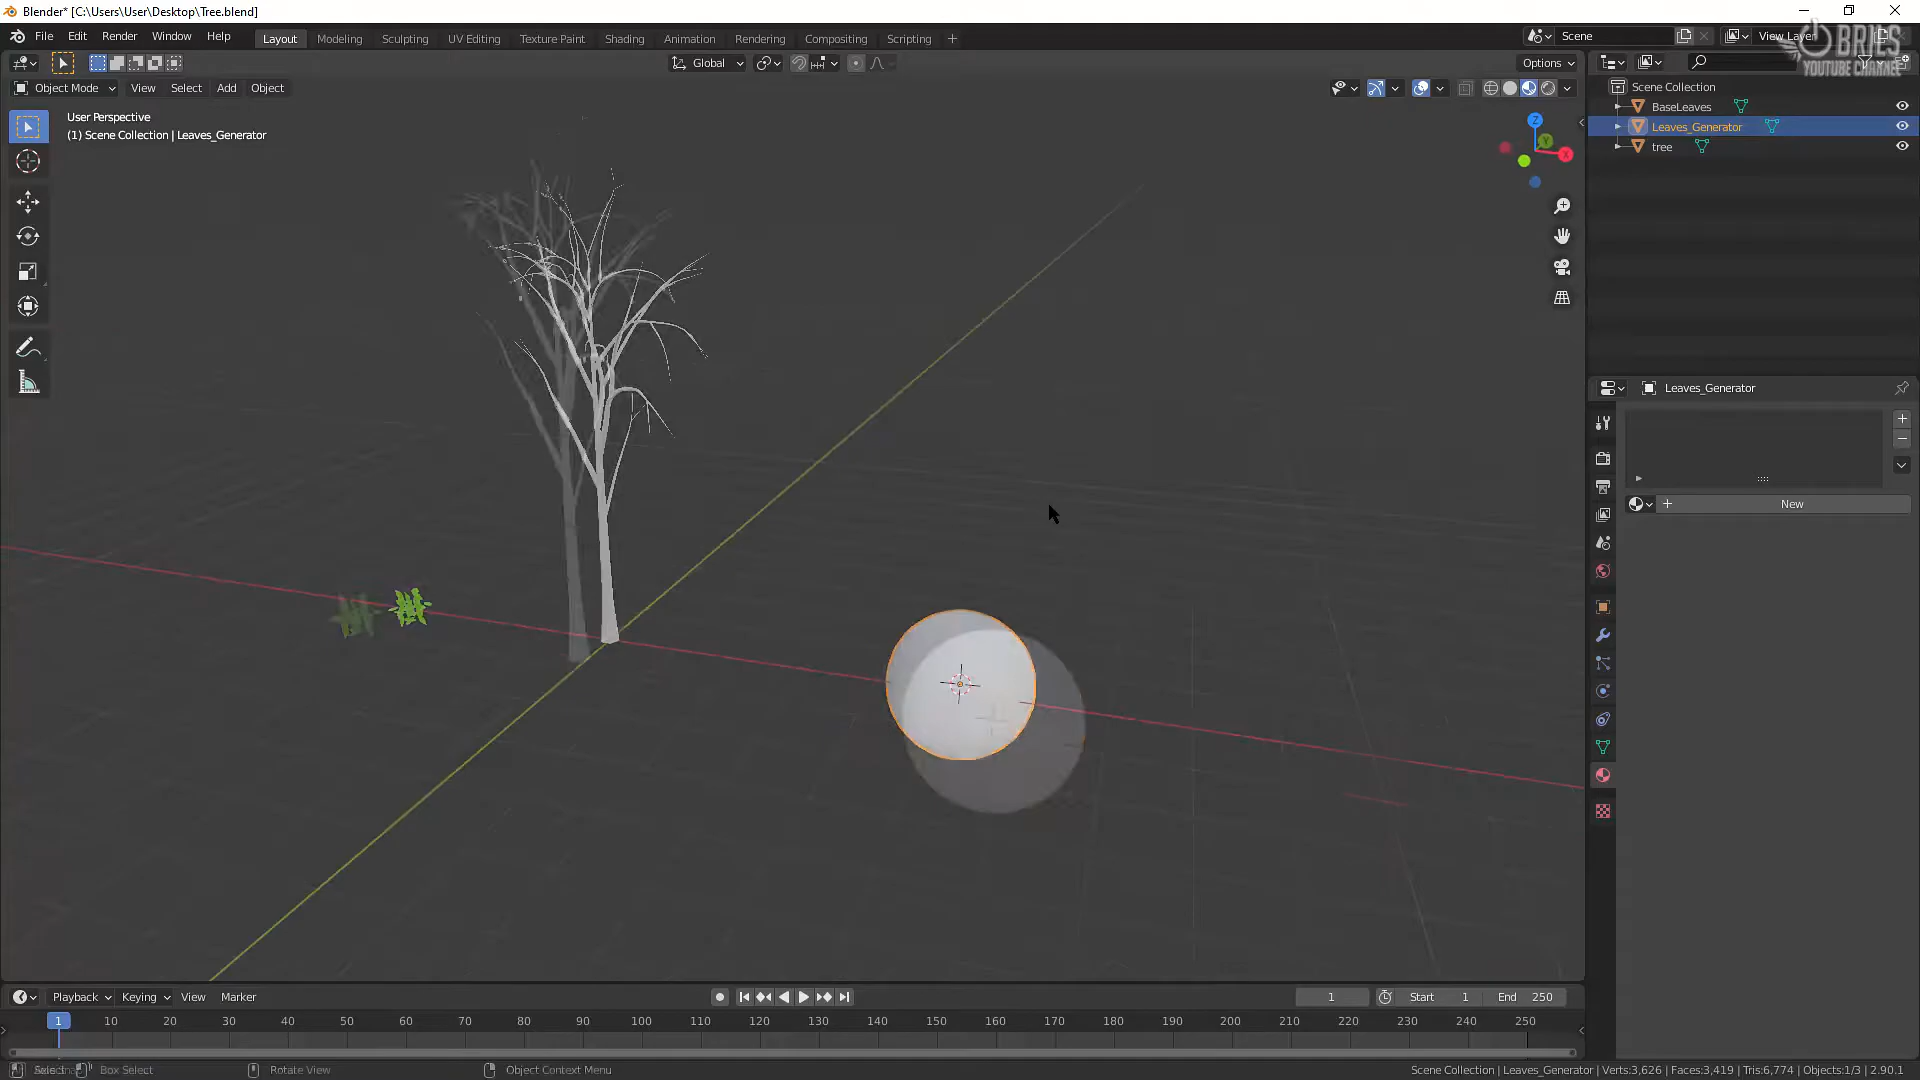 Blender* [C:\Users\User\Desktop\Tree.blend]
File Edit Render Window Help
Layout Modeling Sculpting UV Editing Texture Paint Shading Animation Rendering Compositing Scripting +
Scene View Layer
BRIES
YOUTUBE CHANNEL
Global Options
Object Mode View Select Add Object
User Perspective
(1) Scene Collection | Leaves_Generator
Z
Y
X
Scene Collection
BaseLeaves
Leaves_Generator
tree
Leaves_Generator
New
Playback Keying View Marker
1 Start 1 End 250
1 10 20 30 40 50 60 70 80 90 100 110 120 130 140 150 160 170 180 190 200 210 220 230 240 250
Select Box Select Rotate View Object Context Menu
Scene Collection | Leaves_Generator | Verts:3,626 | Faces:3,419 | Tris:6,774 | Objects:1/3 | 2.90.1